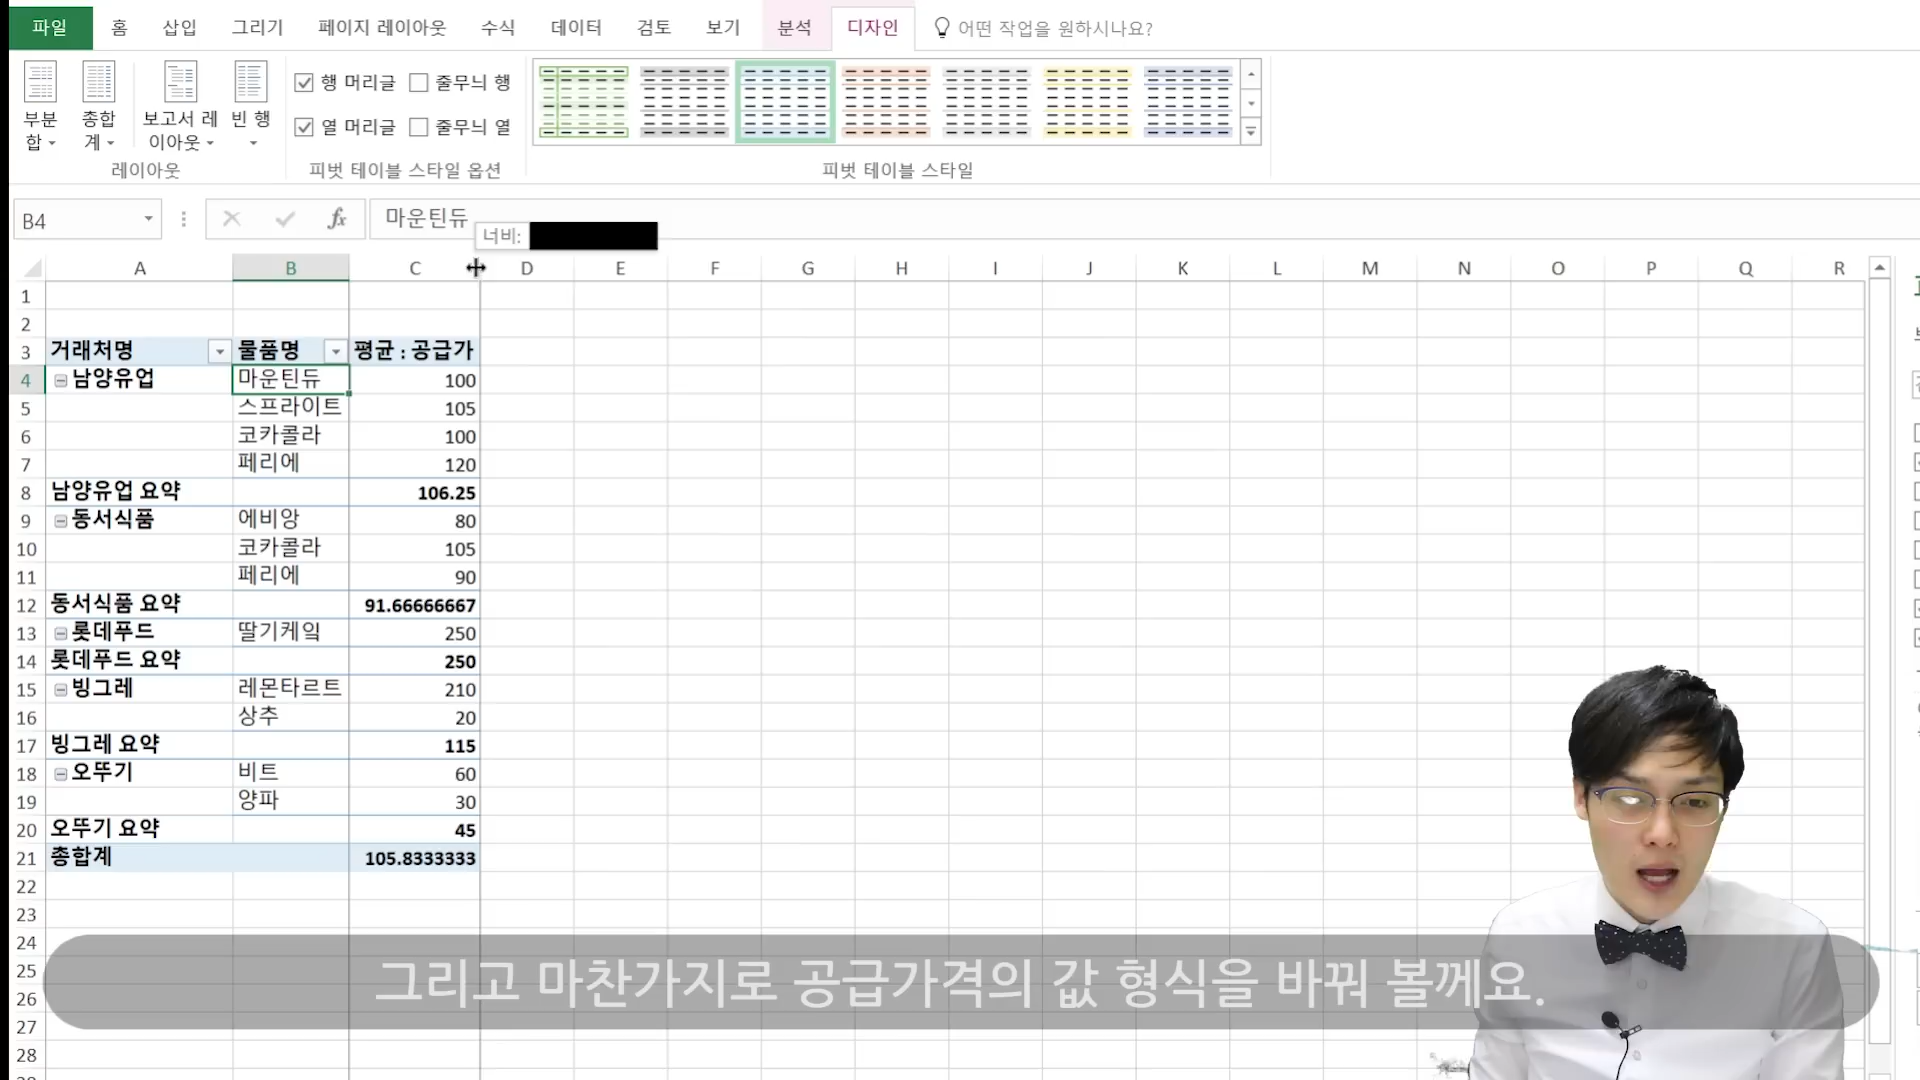 파일 홈 삽입 그리기 페이지 레이아웃 수식 데이터 검토 보기 분석 디자인 어떤 작업을 원하시나요?
부분합 총합계 보고서 레이아웃 빈 행
행 머리글 줄무늬 행
열 머리글 줄무늬 열
레이아웃 피벗 테이블 스타일 옵션 피벗 테이블 스타일
B4 fx 마운틴듀
너비:
A B C D E F G H I J K L M N O P Q R
1
2
3 거래처명 물품명 평균 : 공급가
4 남양유업 마운틴듀 100
5 스프라이트 105
6 코카콜라 100
7 페리에 120
8 남양유업 요약 106.25
9 동서식품 에비앙 80
10 코카콜라 105
11 페리에 90
12 동서식품 요약 91.66666667
13 롯데푸드 딸기케잌 250
14 롯데푸드 요약 250
15 빙그레 레몬타르트 210
16 상추 20
17 빙그레 요약 115
18 오뚜기 비트 60
19 양파 30
20 오뚜기 요약 45
21 총합계 105.8333333
22
23
24
25
26
27
28
그리고 마찬가지로 공급가격의 값 형식을 바꿔 볼께요.